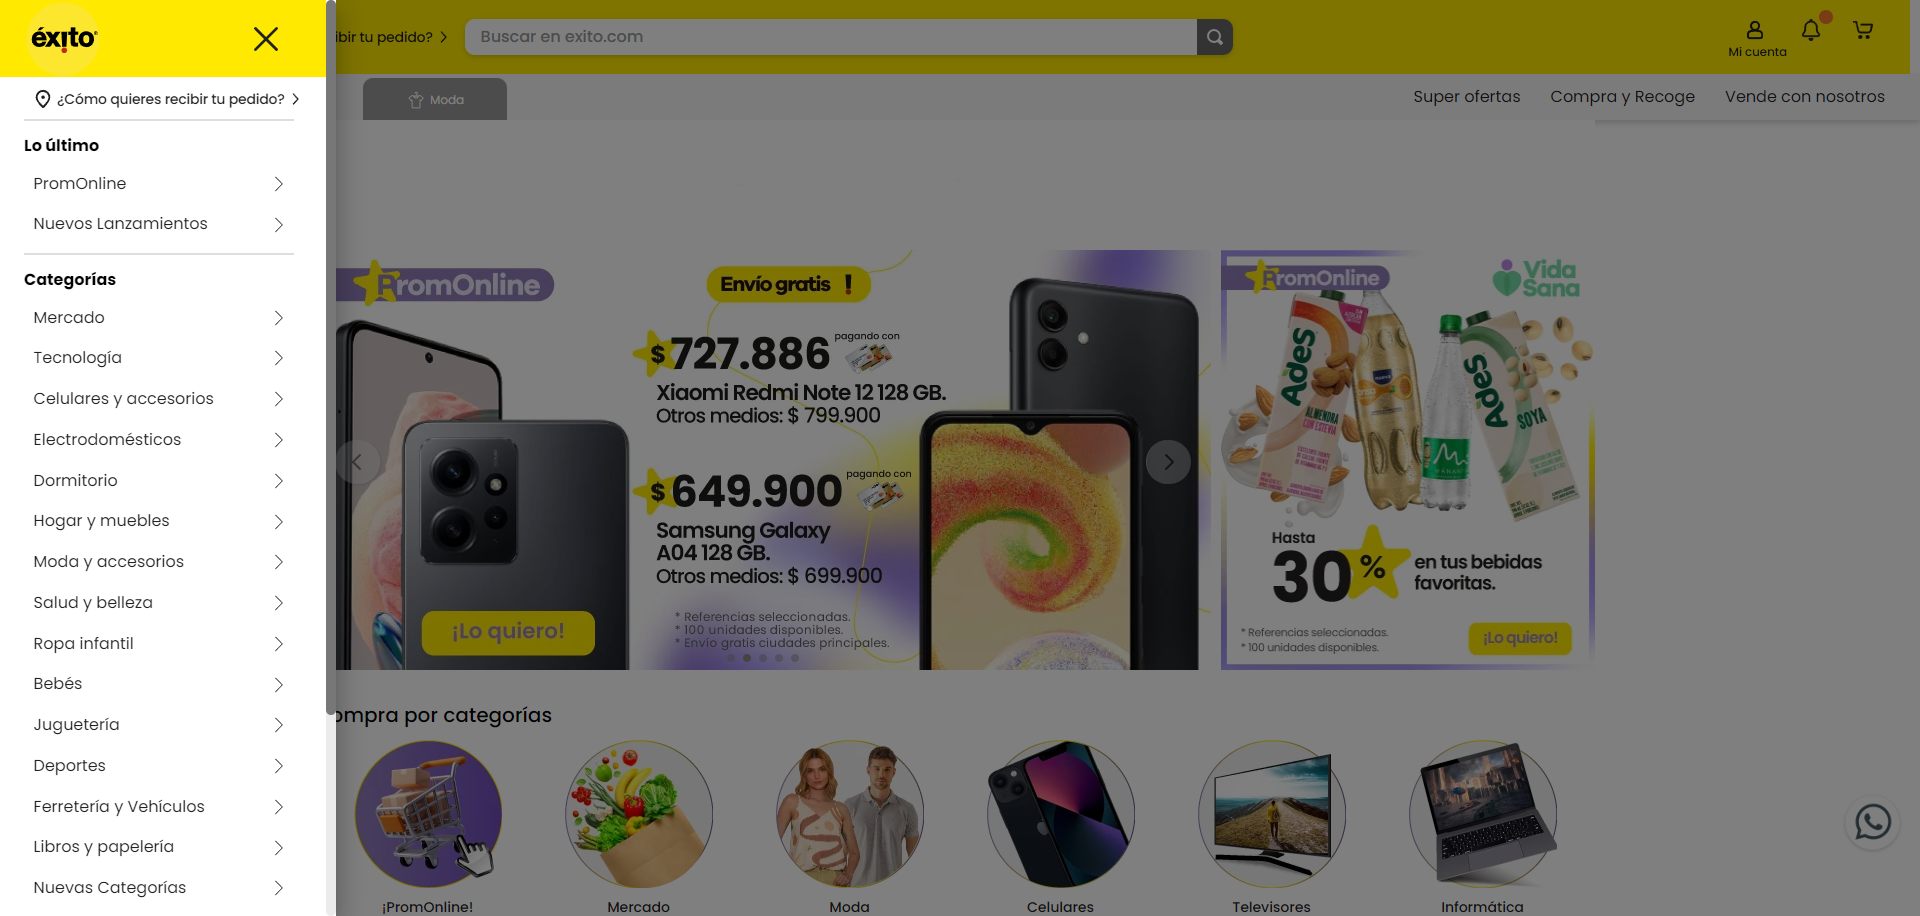 éxito
¿Cómo quieres recibir tu pedido?
Lo último
PromOnline
Nuevos Lanzamientos
Categorías
Mercado
Tecnología
Celulares y accesorios
Electrodomésticos
Dormitorio
Hogar y muebles
Moda y accesorios
Salud y belleza
Ropa infantil
Bebés
Juguetería
Deportes
Ferretería y Vehículos
Libros y papelería
Nuevas Categorías
ibir tu pedido?
Buscar en exito.com
Mi cuenta
Moda
Super ofertas
Compra y Recoge
Vende con nosotros
PromOnline
Envío gratis !
$ 727.886
pagando con
Xiaomi Redmi Note 12 128 GB.
Otros medios: $ 799.900
$ 649.900
pagando con
Samsung Galaxy
A04 128 GB.
Otros medios: $ 699.900
* Referencias seleccionadas.
* 100 unidades disponibles.
* Envío gratis ciudades principales.
¡Lo quiero!
PromOnline
Vida
Sana
Ades
ALMENDRA
CON ESTEVIA
Ades
SOYA
Hasta
30 %
en tus bebidas
favoritas.
* Referencias seleccionadas.
* 100 unidades disponibles.
¡Lo quiero!
ompra por categorías
¡PromOnline!
Mercado
Moda
Celulares
Televisores
Informática